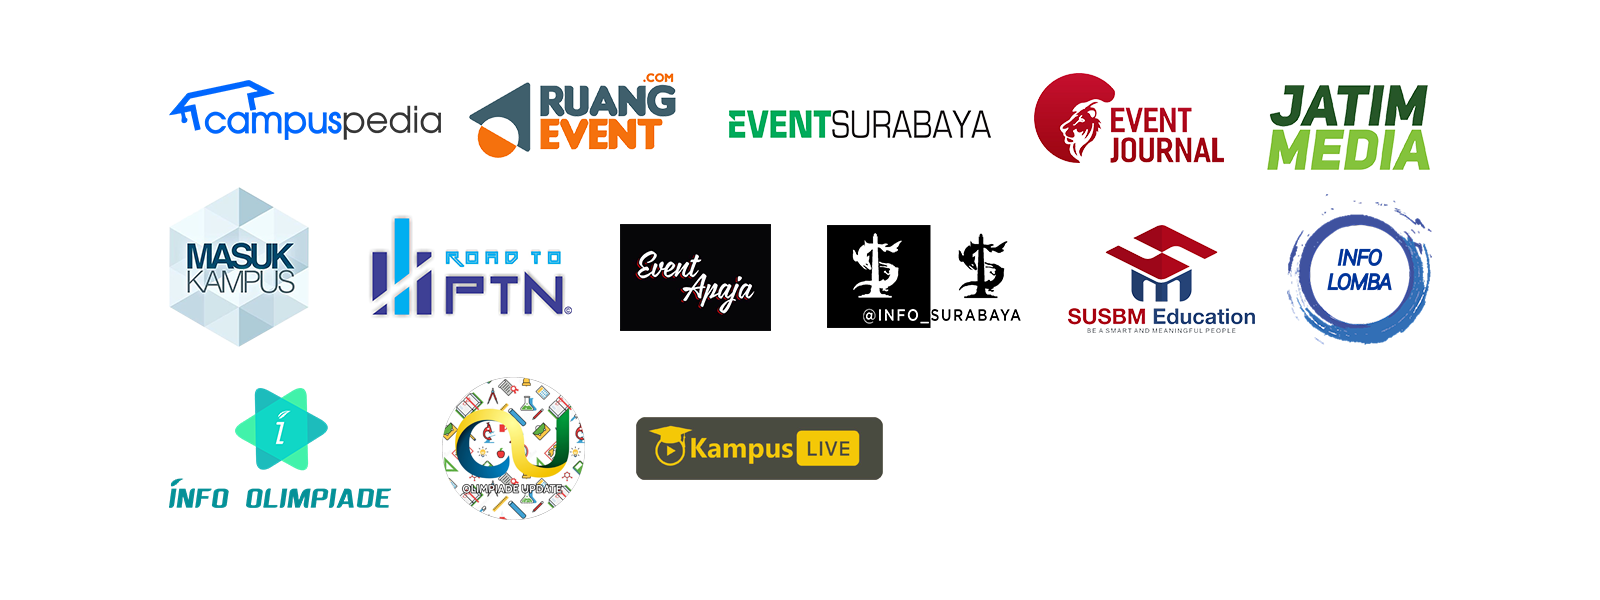 campuspedia
.COM
RUANG
EVENT
EVENTSURABAYA
EVENT
JOURNAL
JATIM
MEDIA
MASUK
KAMPUS
ROAD TO
PTN©
Event
Apaja
@INFO_SURABAYA
SUSBM Education
BE A SMART AND MEANINGFUL PEOPLE
INFO
LOMBA
i
INFO OLIMPIADE
OU
OLIMPIADE UPDATE
Kampus LIVE